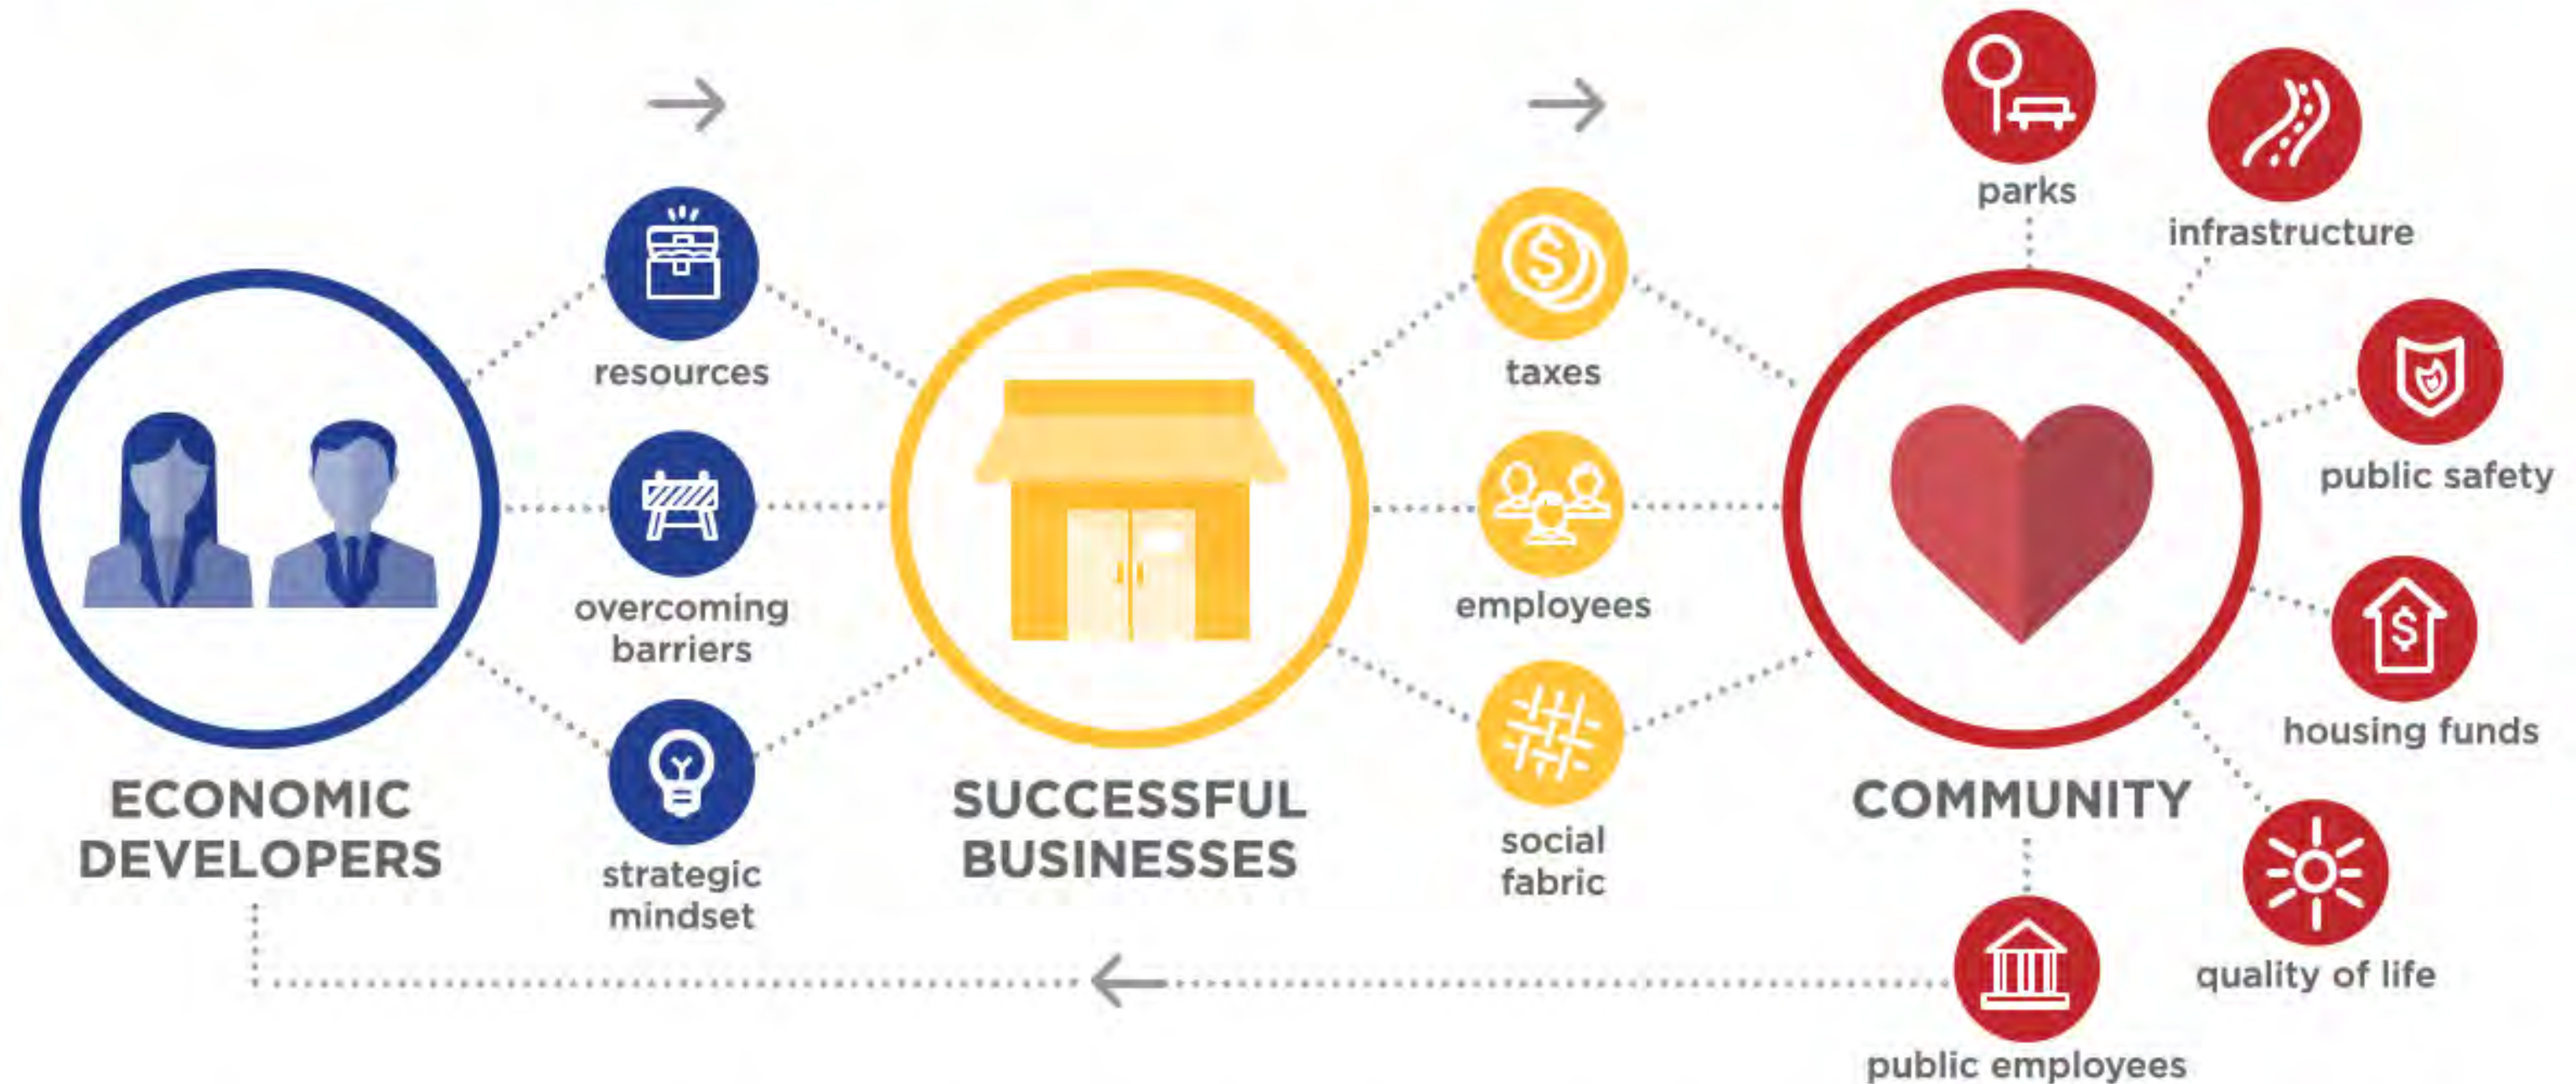 resources
overcoming
barriers
strategic
mindset
ECONOMIC
DEVELOPERS
SUCCESSFUL
BUSINESSES
taxes
employees
social
fabric
COMMUNITY
parks
infrastructure
public safety
housing funds
quality of life
public employees